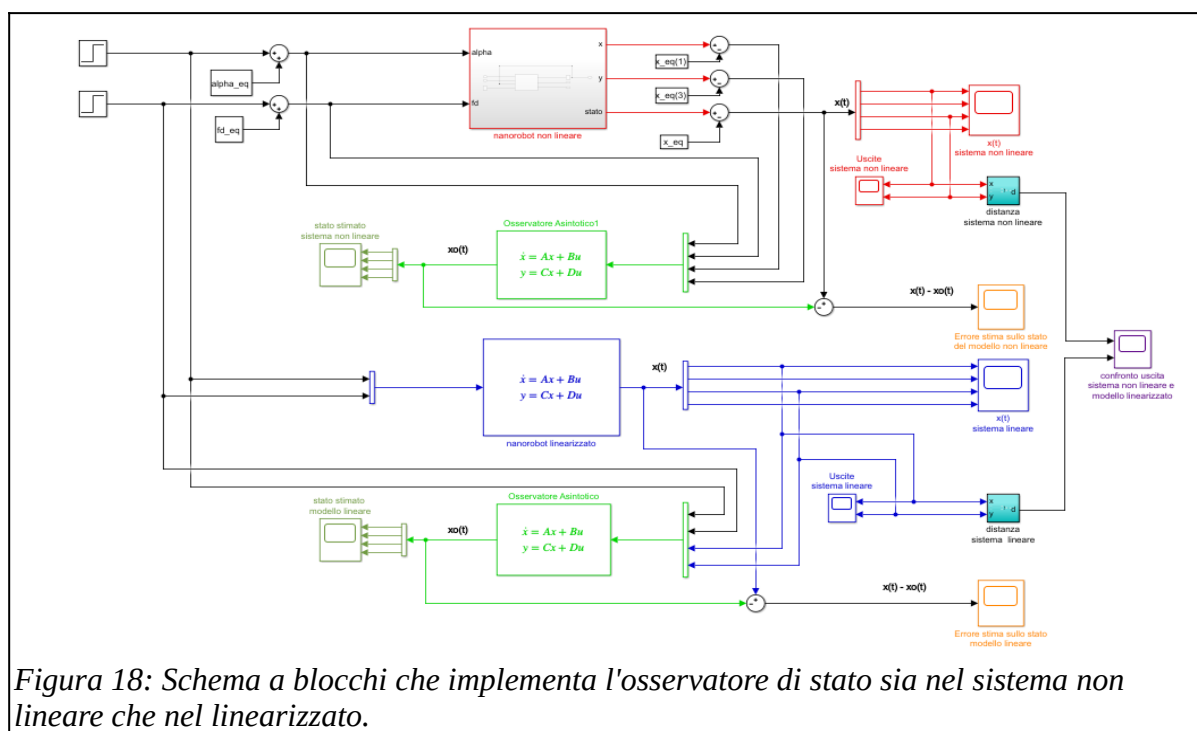 alpha_eq
fd_eq
alpha
fd
x
y
stato
nanorobot non lineare
x_eq(1)
x_eq(3)
x_eq
x(t)
x(t)
sistema non lineare
Uscite
sistema non lineare
x
y
d
distanza
sistema non lineare
stato stimato
sistema non lineare
xo(t)
Osservatore Asintotico1
ẋ = Ax + Bu
y = Cx + Du
x(t) - xo(t)
Errore stima sullo stato
del modello non lineare
confronto uscita
sistema non lineare e
modello linearizzato
ẋ = Ax + Bu
y = Cx + Du
nanorobot linearizzato
x(t)
x(t)
sistema lineare
Uscite
sistema lineare
x
y
d
distanza
sistema lineare
stato stimato
modello lineare
xo(t)
Osservatore Asintotico
ẋ = Ax + Bu
y = Cx + Du
x(t) - xo(t)
Errore stima sullo stato
modello lineare
Figura 18: Schema a blocchi che implementa l'osservatore di stato sia nel sistema non
lineare che nel linearizzato.